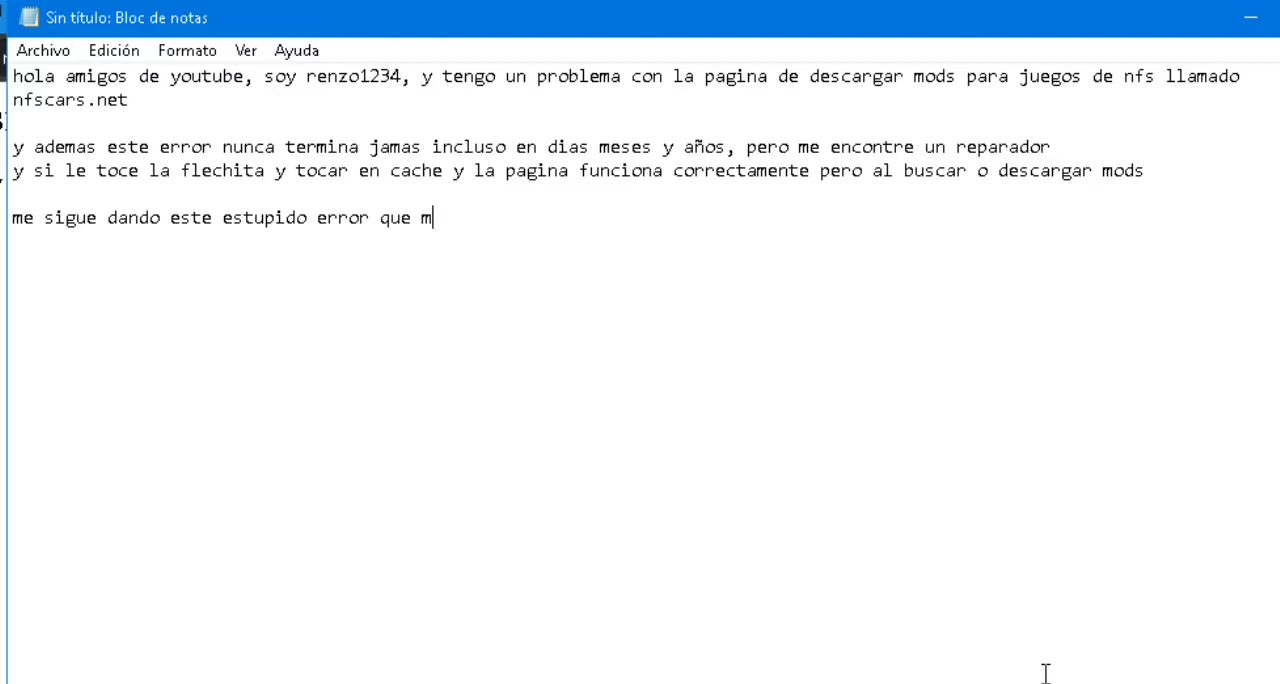 Sin título: Bloc de notas
Archivo Edición Formato Ver Ayuda
hola amigos de youtube, soy renzo1234, y tengo un problema con la pagina de descargar mods para juegos de nfs llamado
nfscars.net
y ademas este error nunca termina jamas incluso en dias meses y años, pero me encontre un reparador
y si le toce la flechita y tocar en cache y la pagina funciona correctamente pero al buscar o descargar mods
me sigue dando este estupido error que m